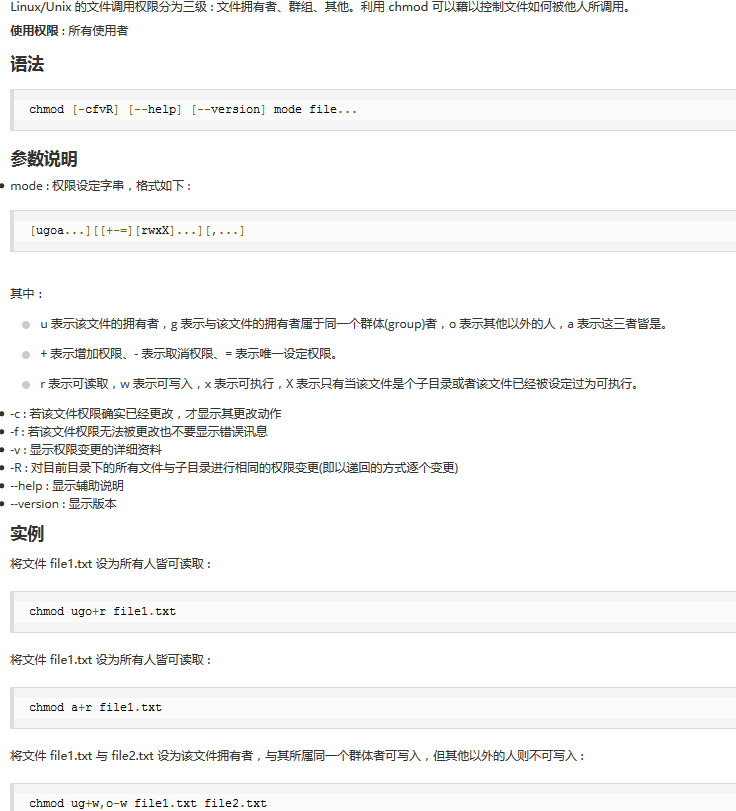 Linux/Unix 的文件调用权限分为三级 : 文件拥有者、群组、其他。利用 chmod 可以藉以控制文件如何被他人所调用。
使用权限 : 所有使用者
语法
chmod [-cfvR] [--help] [--version] mode file...
参数说明
mode : 权限设定字串，格式如下 :
[ugoa...][[+-=][rwxX]...][,...]
其中：
u 表示该文件的拥有者，g 表示与该文件的拥有者属于同一个群体(group)者，o 表示其他以外的人，a 表示这三者皆是。
+ 表示增加权限、- 表示取消权限、= 表示唯一设定权限。
r 表示可读取，w 表示可写入，x 表示可执行，X 表示只有当该文件是个子目录或者该文件已经被设定过为可执行。
-c : 若该文件权限确实已经更改，才显示其更改动作
-f : 若该文件权限无法被更改也不要显示错误讯息
-v : 显示权限变更的详细资料
-R : 对目前目录下的所有文件与子目录进行相同的权限变更(即以递回的方式逐个变更)
--help : 显示辅助说明
--version : 显示版本
实例
将文件 file1.txt 设为所有人皆可读取 :
chmod ugo+r file1.txt
将文件 file1.txt 设为所有人皆可读取 :
chmod a+r file1.txt
将文件 file1.txt 与 file2.txt 设为该文件拥有者，与其所属同一个群体者可写入，但其他以外的人则不可写入 :
chmod ug+w,o-w file1.txt file2.txt